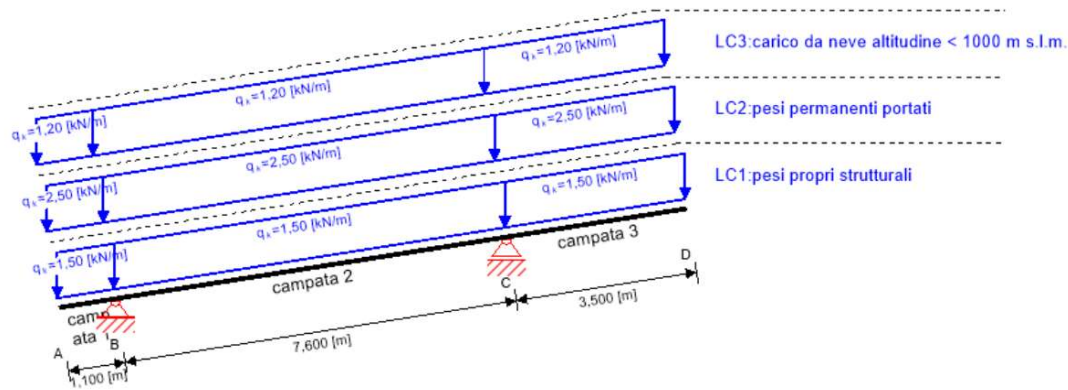 qₖ=1,20 [kN/m]
qₖ=1,20 [kN/m]
qₖ=1,20 [kN/m]
LC3:carico da neve altitudine < 1000 m s.l.m.
qₖ=2,50 [kN/m]
qₖ=2,50 [kN/m]
qₖ=2,50 [kN/m]
LC2:pesi permanenti portati
qₖ=1,50 [kN/m]
qₖ=1,50 [kN/m]
qₖ=1,50 [kN/m]
LC1:pesi propri strutturali
camp
ata
campata 2
campata 3
A
B
C
D
1,100 [m]
7,600 [m]
3,500 [m]